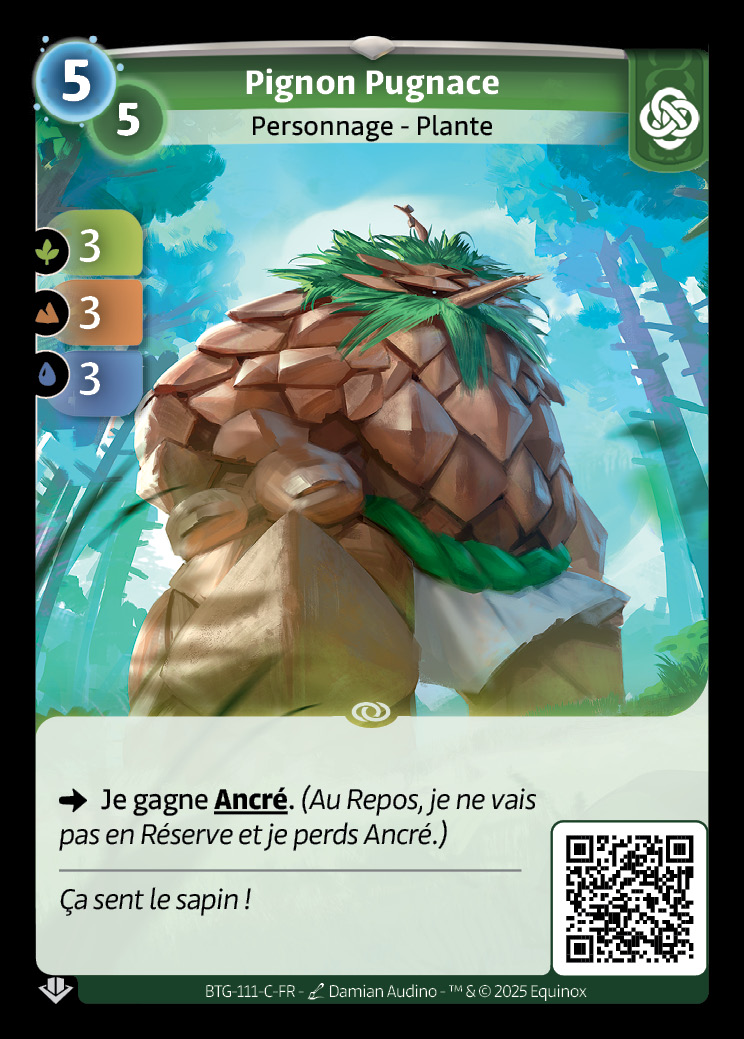 5
5
Pignon Pugnace
Personnage - Plante
3
3
3
Je gagne Ancré. (Au Repos, je ne vais
pas en Réserve et je perds Ancré.)
Ça sent le sapin !
BTG-111-C-FR - Damian Audino - ™ & © 2025 Equinox